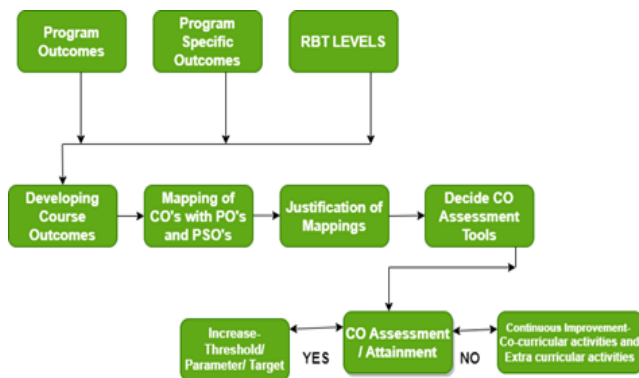 Program
Outcomes
Program
Specific
Outcomes
RBT LEVELS
Developing
Course
Outcomes
Mapping of
CO's with PO's
and PSO's
Justification of
Mappings
Decide CO
Assessment
Tools
Increase-
Threshold/
Parameter/ Target
YES
CO Assessment
/ Attainment
NO
Continuous Improvement-
Co-curricular activities and
Extra curricular activities